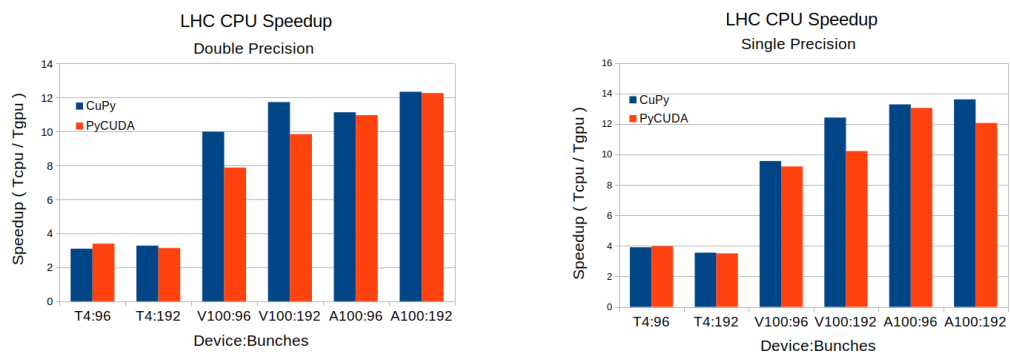 LHC CPU Speedup
Double Precision
14
12
10
8
6
4
2
0
CuPy
PyCUDA
Speedup ( Tcpu / Tgpu )
T4:96 T4:192 V100:96 V100:192 A100:96 A100:192
Device:Bunches
LHC CPU Speedup
Single Precision
16
14
12
10
8
6
4
2
0
CuPy
PyCUDA
Speedup ( Tcpu / Tgpu )
T4:96 T4:192 V100:96 V100:192 A100:96 A100:192
Device:Bunches